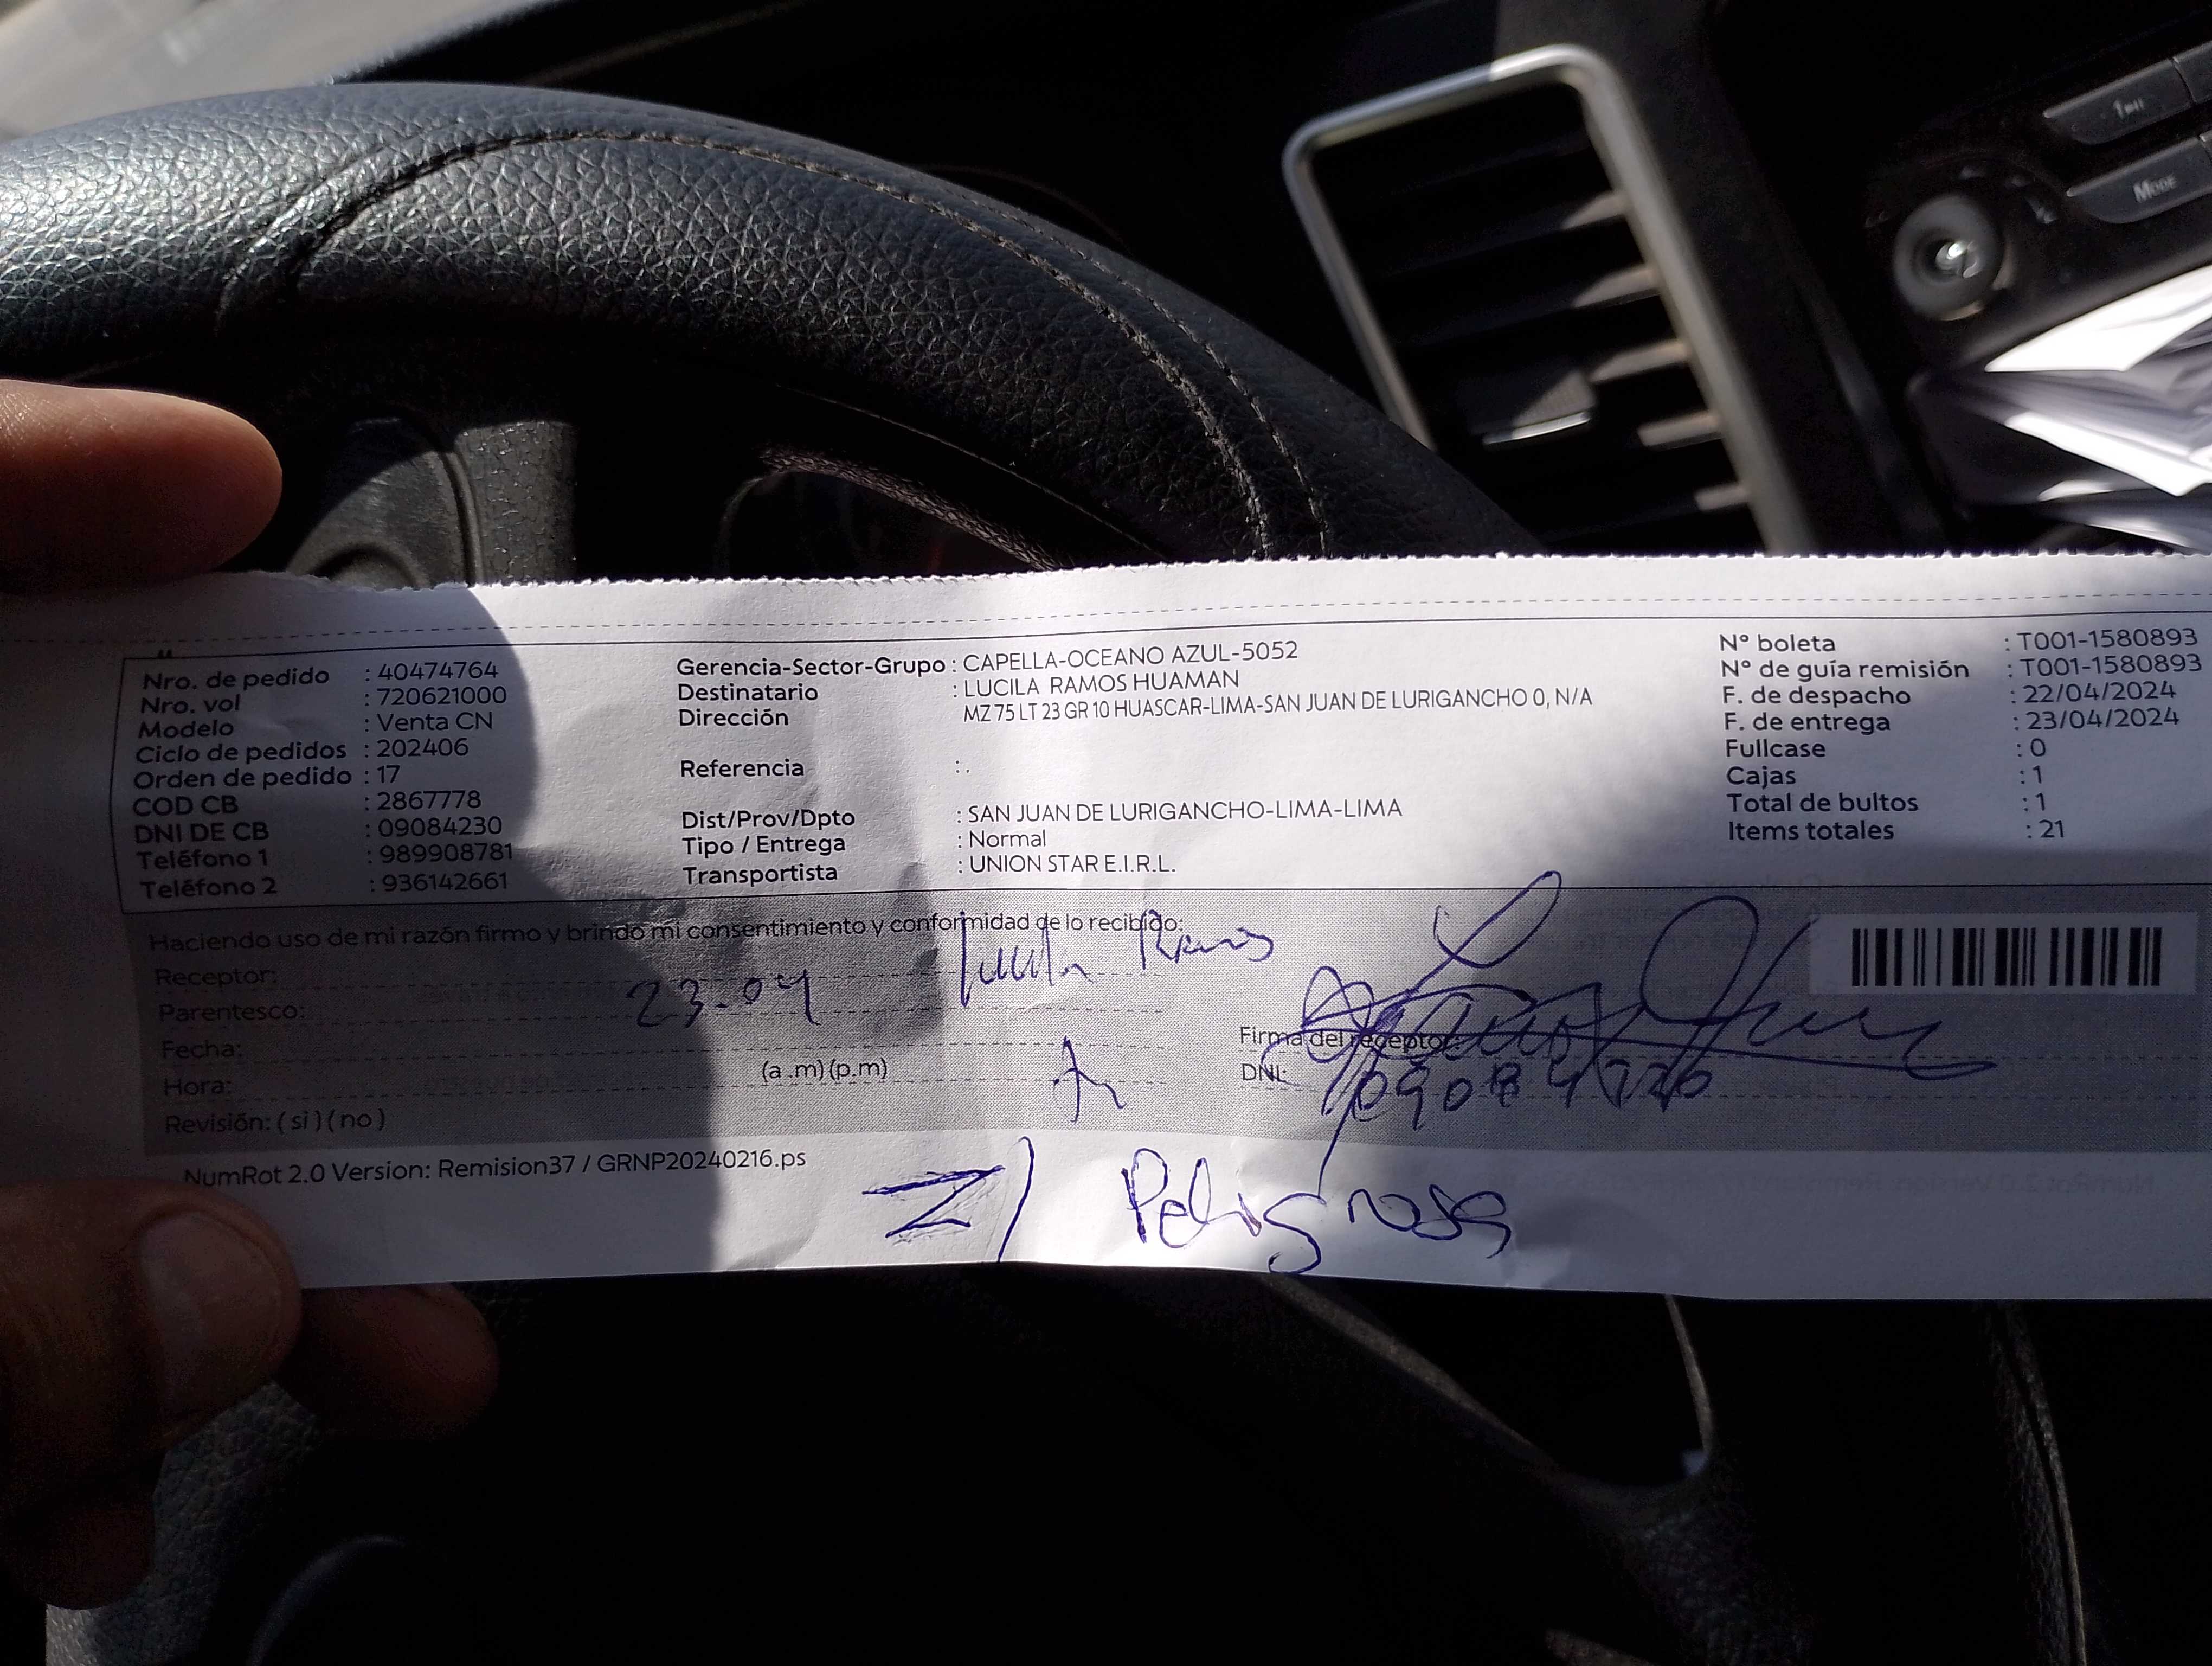 1▸II
MODE
Nro. de pedido : 40474764
Nro. vol : 720621000
Modelo : Venta CN
Ciclo de pedidos : 202406
Orden de pedido : 17
COD CB : 2867778
DNI DE CB : 09084230
Teléfono 1 : 989908781
Teléfono 2 : 936142661
Gerencia-Sector-Grupo : CAPELLA-OCEANO AZUL-5052
Destinatario : LUCILA RAMOS HUAMAN
Dirección MZ 75 LT 23 GR 10 HUASCAR-LIMA-SAN JUAN DE LURIGANCHO 0, N/A
Referencia : .
Dist/Prov/Dpto : SAN JUAN DE LURIGANCHO-LIMA-LIMA
Tipo / Entrega : Normal
Transportista : UNION STAR E.I.R.L.
N° boleta : T001-1580893
N° de guía remisión : T001-1580893
F. de despacho : 22/04/2024
F. de entrega : 23/04/2024
Fullcase : 0
Cajas : 1
Total de bultos : 1
Items totales : 21
Haciendo uso de mi razón firmo y brindo mi consentimiento y conformidad de lo recibido:
Receptor: Lucila Ramos
Parentesco:
23-04
Fecha:
Hora: (a .m) (p.m)
Revisión: ( si ) ( no )
Firma del receptor:
DNI:
NumRot 2.0 Version: Remision37 / GRNP20240216.ps
Z/ Peligrosa